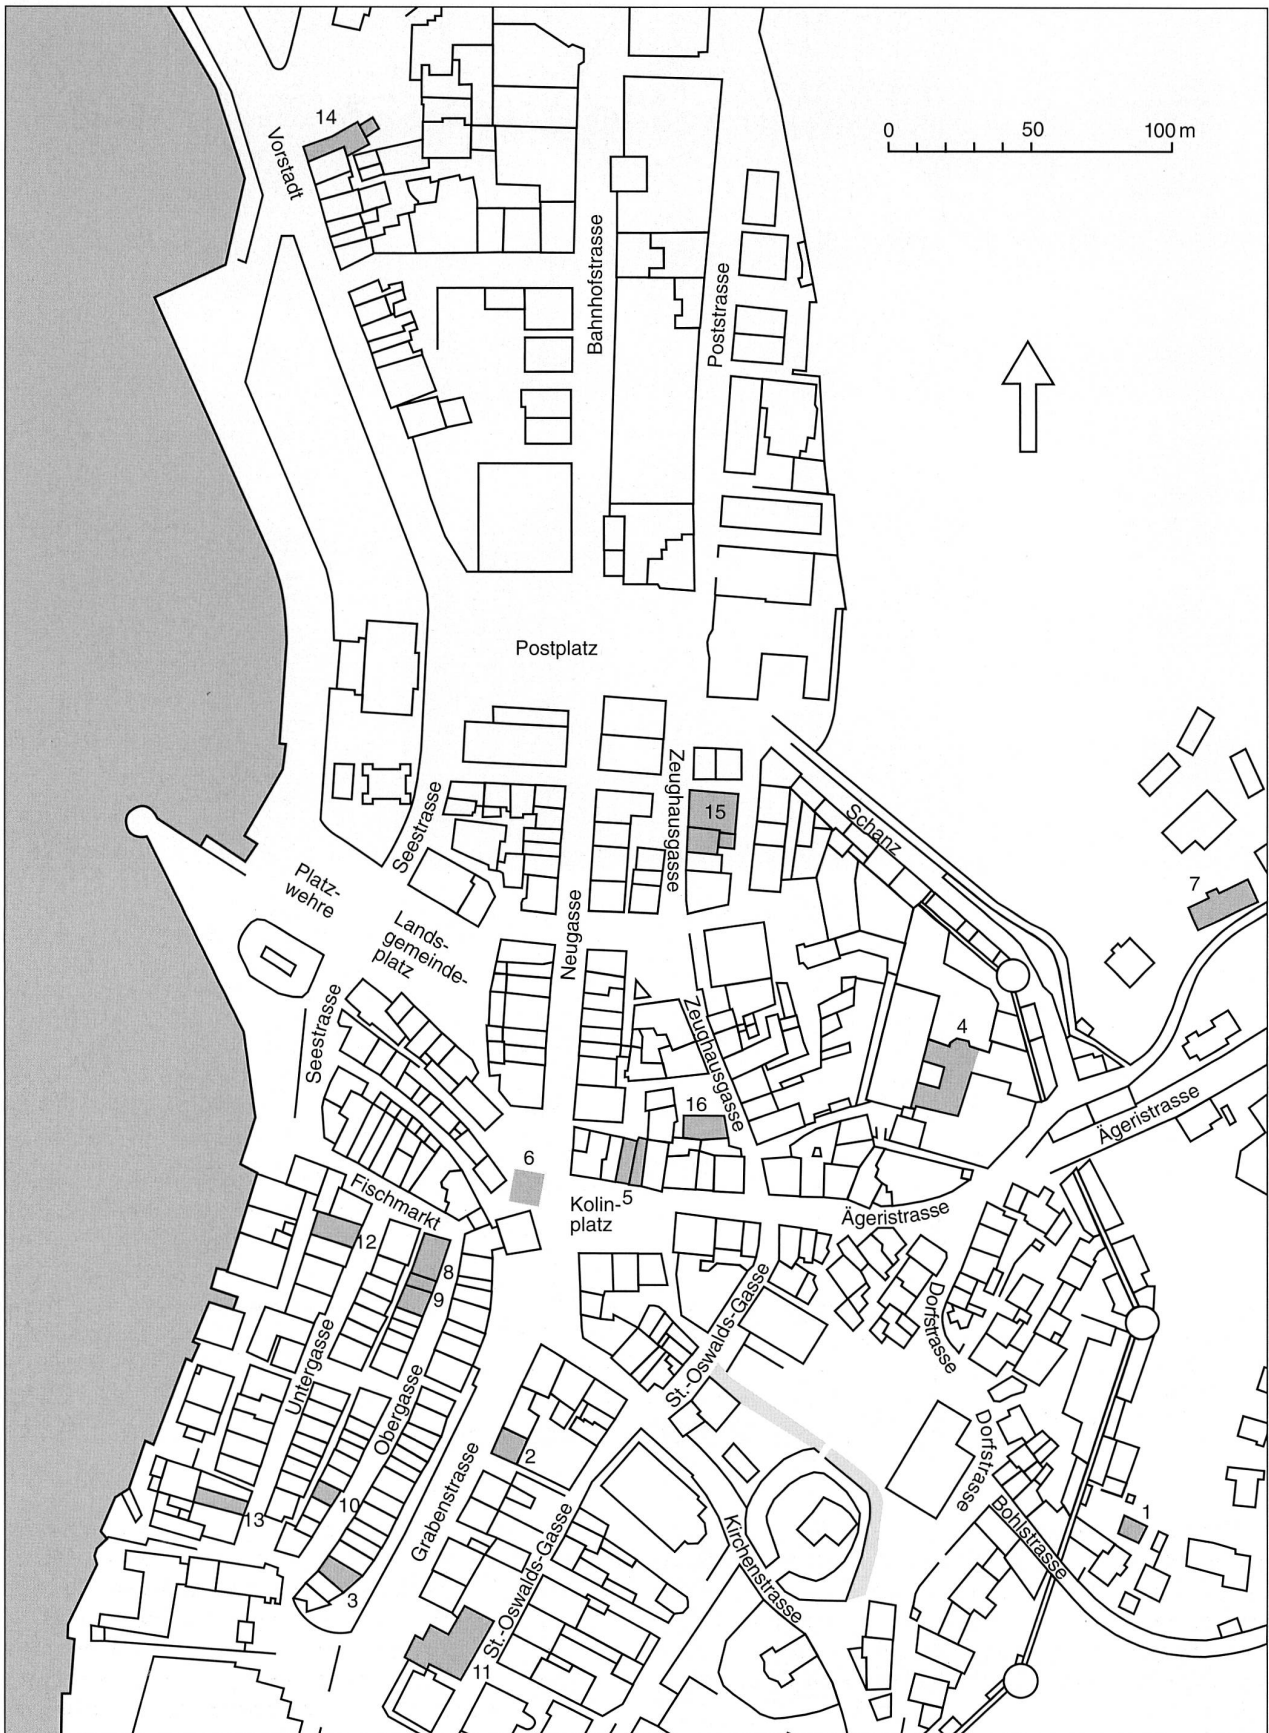 14
Vorstadt
0 50 100 m
Bahnhofstrasse
Poststrasse
Postplatz
Zeughausgasse
15
Schanz
Seestrasse
7
Platz-
wehre
Lands-
gemeinde-
platz
Neugasse
Seestrasse
Zeughausgasse
4
16
Ägeristrasse
6
5
Kolin-
platz
Fischmarkt
Ägeristrasse
12
8
9
St.-Oswalds-Gasse
Dorfstrasse
Untergasse
Obergasse
2
Grabenstrasse
Dorfstrasse
10
13
St.-Oswalds-Gasse
Kirchenstrasse
Bohlstrasse
1
3
11